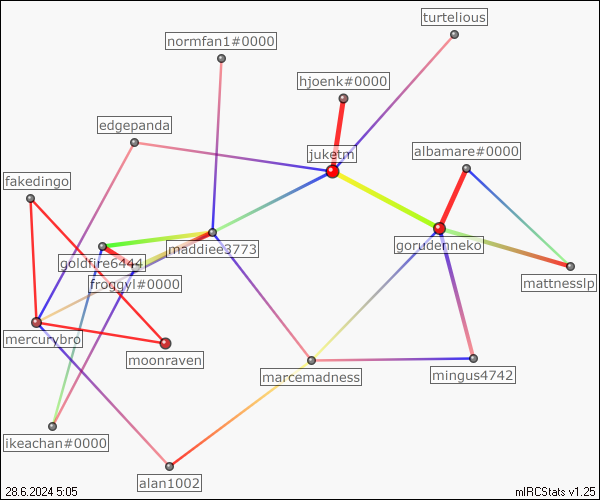 turtelious
normfan1#0000
hjoenk#0000
edgepanda
juketm
albamare#0000
fakedingo
maddiee3773
gorudenneko
goldfire6444
froggyl#0000
mattnesslp
mercurybro
moonraven
marcemadness
mingus4742
ikeachan#0000
alan1002
28.6.2024 5:05
mIRCStats v1.25